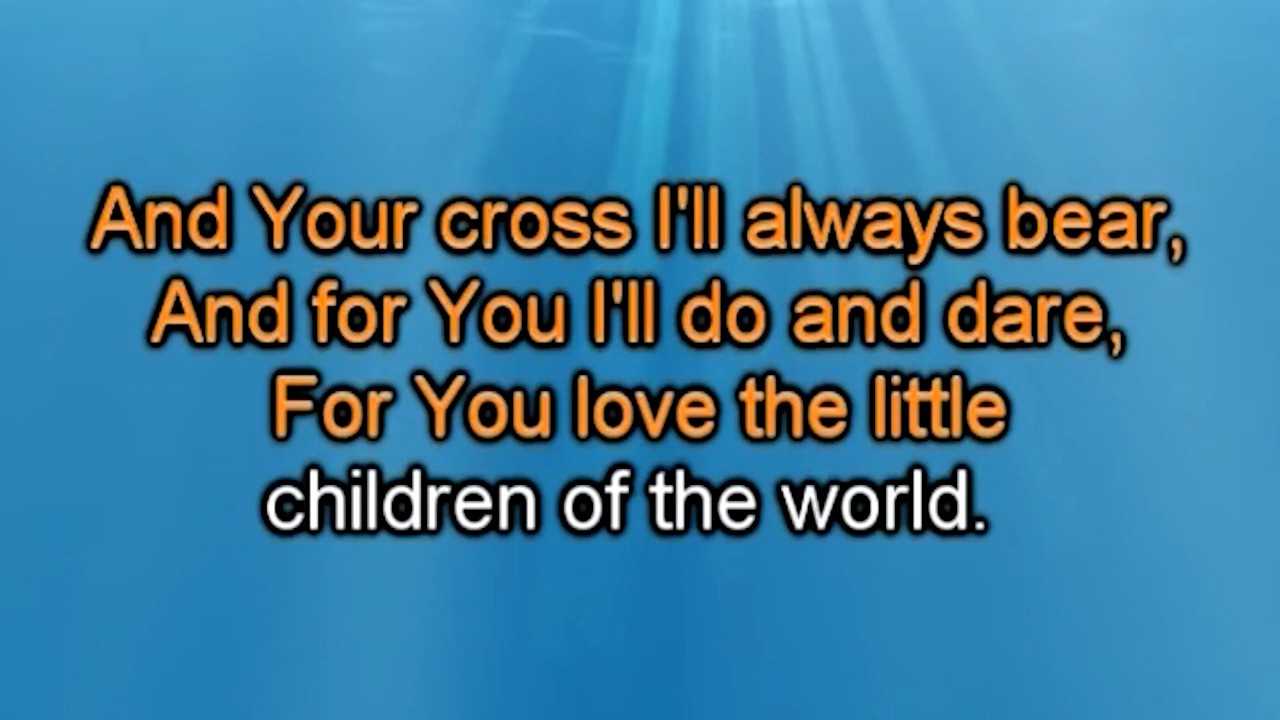 And Your cross I'll always bear,
And for You I'll do and dare,
For You love the little
children of the world.